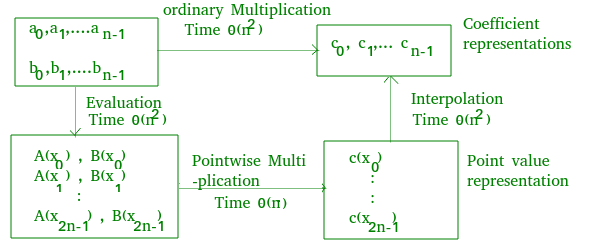 ordinary Multiplication
Time θ(n²)
a₀,a₁,....aₙ₋₁
b₀,b₁,....bₙ₋₁
c₀, c₁,... cₙ₋₁
Coefficient
representations
Evaluation
Time θ(n²)
Interpolation
Time θ(n²)
A(x₀) , B(x₀)
A(x₁) , B(x₁)
:
A(x₂ₙ₋₁) , B(x₂ₙ₋₁)
Pointwise Multi
-plication
Time θ(n)
c(x₀)
:
:
c(x₂ₙ₋₁)
Point value
representation